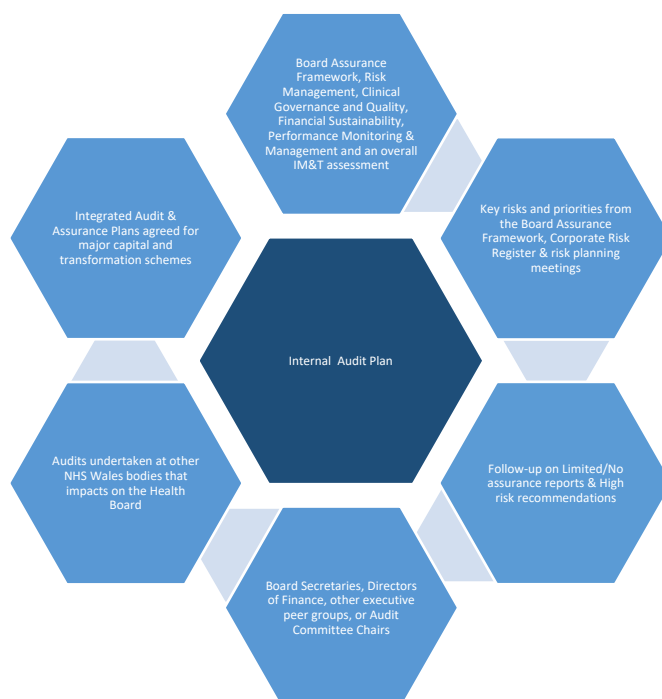 Board Assurance
Framework, Risk
Management, Clinical
Governance and Quality,
Financial Sustainability,
Performance Monitoring &
Management and an overall
IM&T assessment
Key risks and priorities from
the Board Assurance
Framework, Corporate Risk
Register & risk planning
meetings
Integrated Audit &
Assurance Plans agreed for
major capital and
transformation schemes
Internal  Audit Plan
Audits undertaken at other
NHS Wales bodies that
impacts on the Health
Board
Follow-up on Limited/No
assurance reports & High
risk recommendations
Board Secretaries, Directors
of Finance, other executive
peer groups, or Audit
Committee Chairs